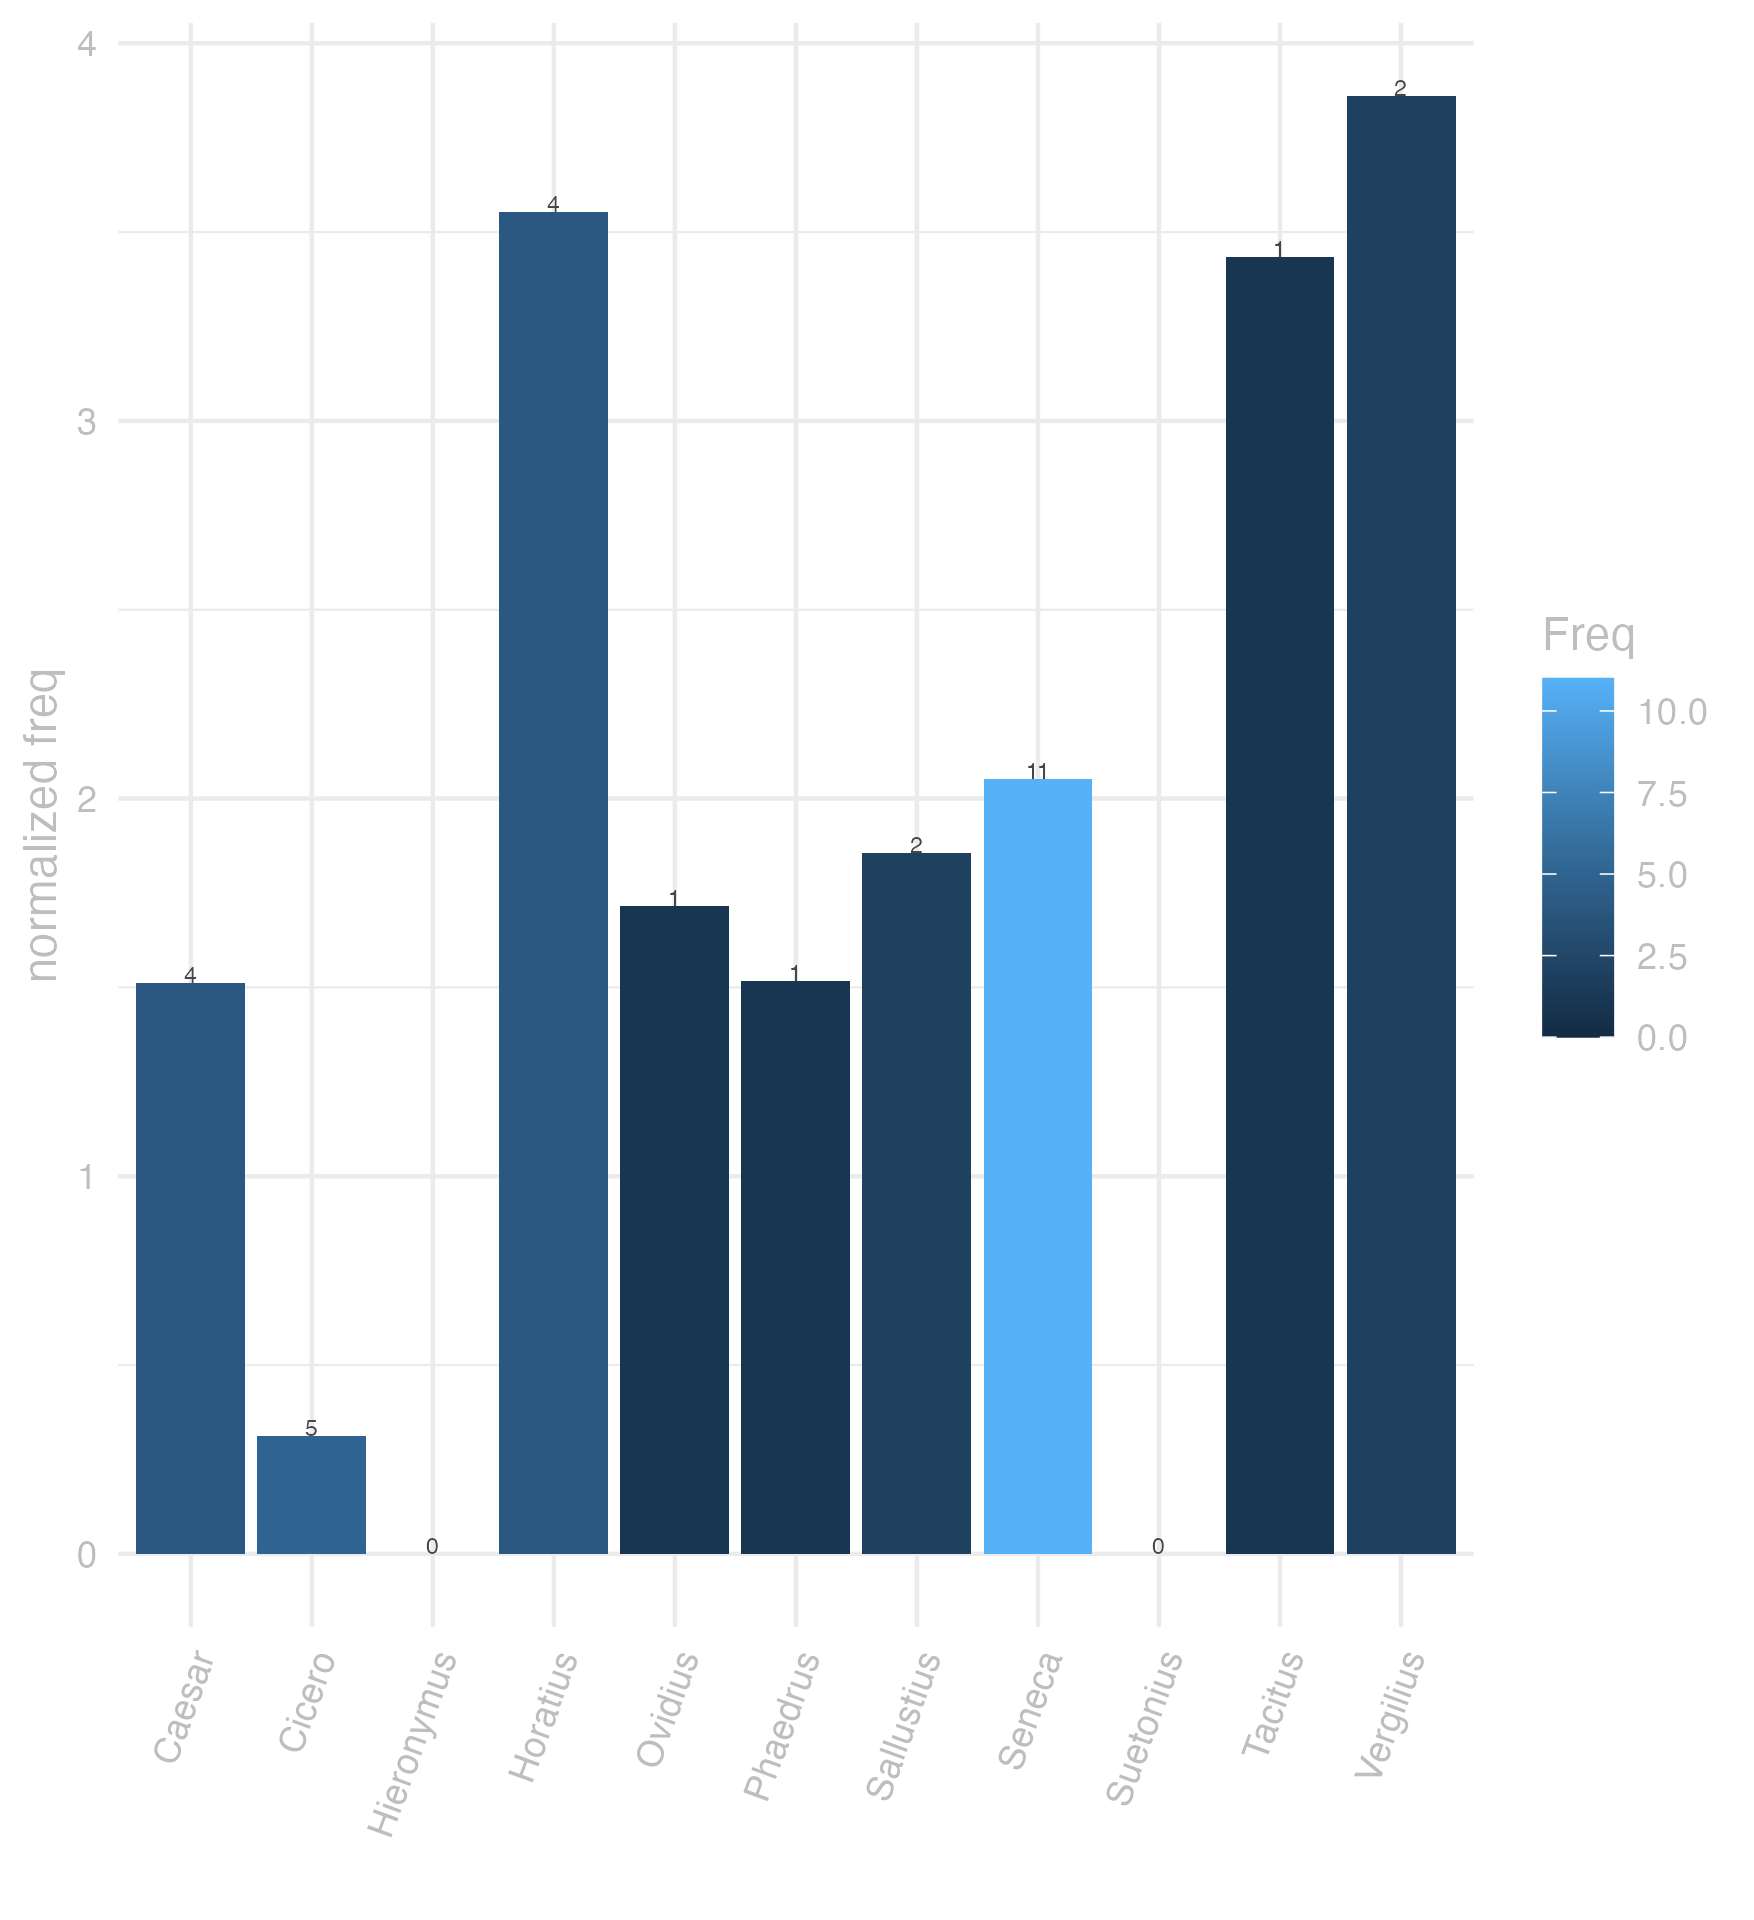 4
3
2
1
0
normalized freq
4
5
0
4
1
1
2
11
0
1
2
Caesar
Cicero
Hieronymus
Horatius
Ovidius
Phaedrus
Sallustius
Seneca
Suetonius
Tacitus
Vergilius
Freq
10.0
7.5
5.0
2.5
0.0